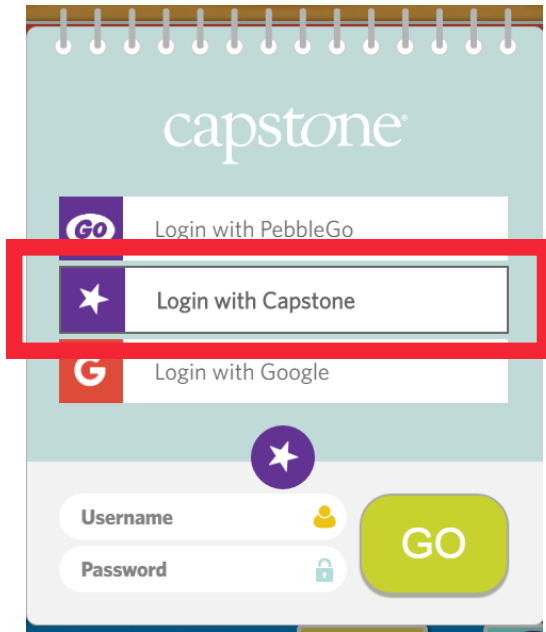 capstone®
GO Login with PebbleGo
Login with Capstone
G Login with Google
Username
Password
GO